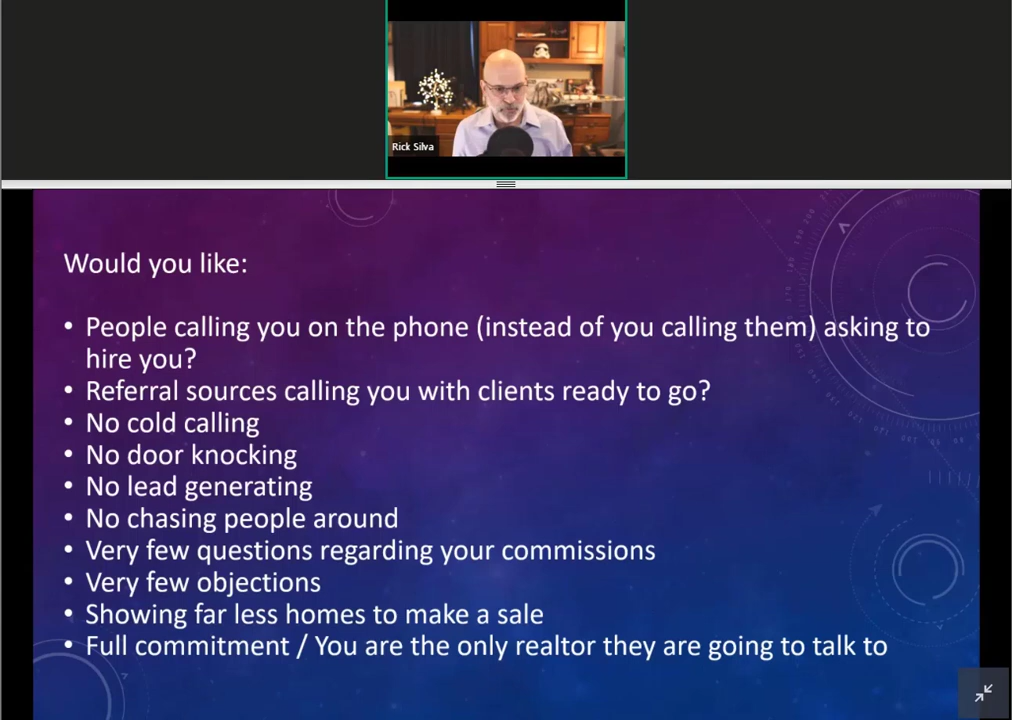 Rick Silva
Would you like:
• People calling you on the phone (instead of you calling them) asking to
hire you?
• Referral sources calling you with clients ready to go?
• No cold calling
• No door knocking
• No lead generating
• No chasing people around
• Very few questions regarding your commissions
• Very few objections
• Showing far less homes to make a sale
• Full commitment / You are the only realtor they are going to talk to